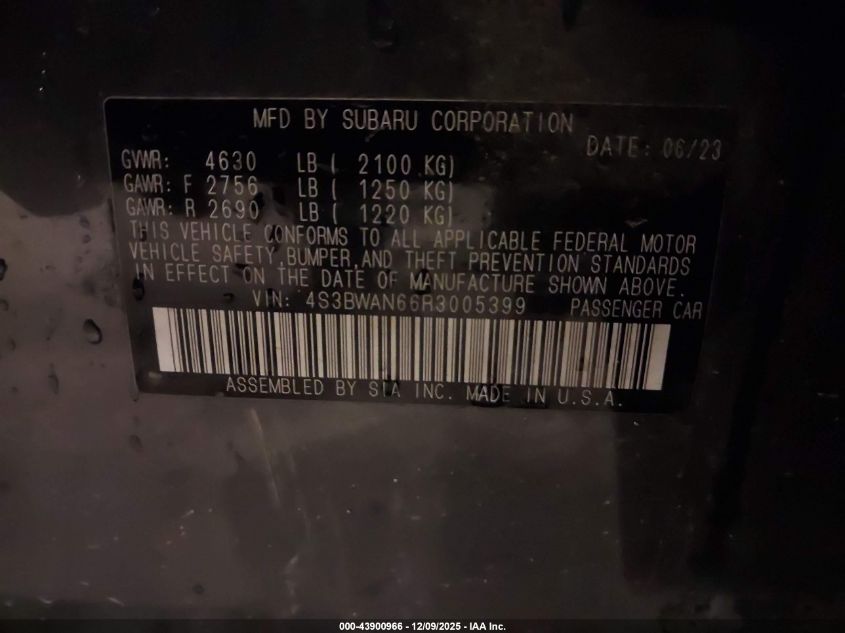 MFD BY SUBARU CORPORATION
DATE: 06/23
GVWR: 4630 LB ( 2100 KG)
GAWR: F 2756 LB ( 1250 KG)
GAWR: R 2690 LB ( 1220 KG)
THIS VEHICLE CONFORMS TO ALL APPLICABLE FEDERAL MOTOR
VEHICLE SAFETY, BUMPER, AND THEFT PREVENTION STANDARDS
IN EFFECT ON THE DATE OF MANUFACTURE SHOWN ABOVE.
VIN: 4S3BWAN66R3005399 PASSENGER CAR
ASSEMBLED BY SIA INC. MADE IN U.S.A.
000-43900966 - 12/09/2025 - IAA Inc.